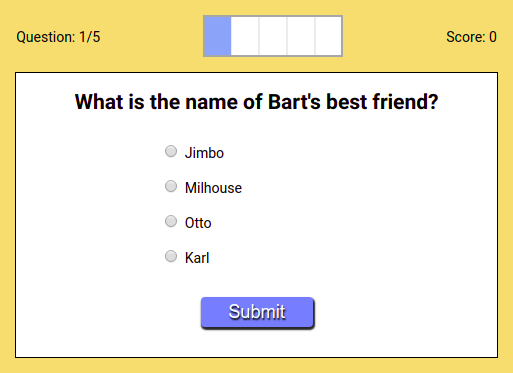 Question: 1/5
Score: 0
What is the name of Bart's best friend?
Jimbo
Milhouse
Otto
Karl
Submit